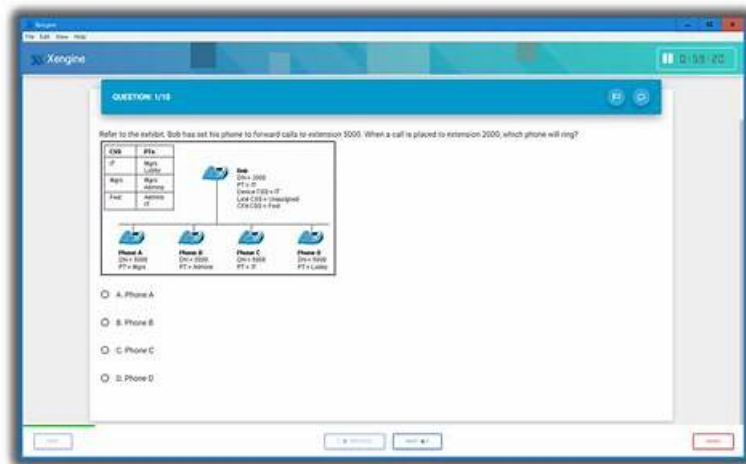 Xengine
File Edit View Help
Xengine
QUESTION: 1/10
Refer to the exhibit. Bob has set his phone to forward calls to extension 5000. When a call is placed to extension 2000, which phone will ring?
CSS PTs
IT Mgrs
Lobby
Mgrs Mgrs
Admins
Fwd Admins
IT
Bob
DN = 2000
PT = IT
Device CSS = IT
Line CSS = Unassigned
CFA CSS = Fwd
Phone A
DN = 5000
PT = Mgrs
Phone B
DN = 5000
PT = Admins
Phone C
DN = 5000
PT = IT
Phone D
DN = 5000
PT = Lobby
A. Phone A
B. Phone B
C. Phone C
D. Phone D